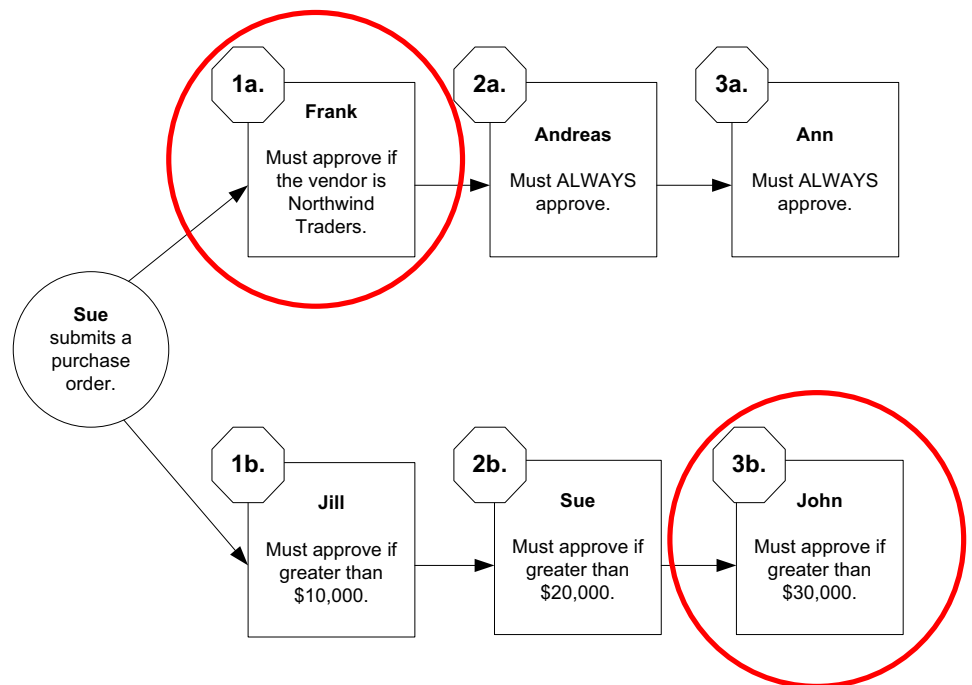 1a.
Frank
Must approve if
the vendor is
Northwind
Traders.
2a.
Andreas
Must ALWAYS
approve.
3a.
Ann
Must ALWAYS
approve.
Sue
submits a
purchase
order.
1b.
Jill
Must approve if
greater than
$10,000.
2b.
Sue
Must approve if
greater than
$20,000.
3b.
John
Must approve if
greater than
$30,000.